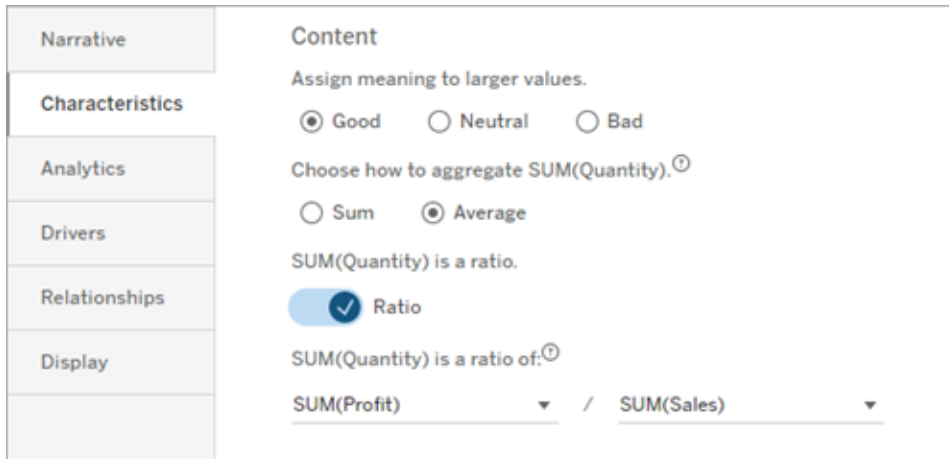 Narrative
Characteristics
Analytics
Drivers
Relationships
Display
Content
Assign meaning to larger values.
Good Neutral Bad
Choose how to aggregate SUM(Quantity).
Sum Average
SUM(Quantity) is a ratio.
Ratio
SUM(Quantity) is a ratio of:
SUM(Profit) / SUM(Sales)